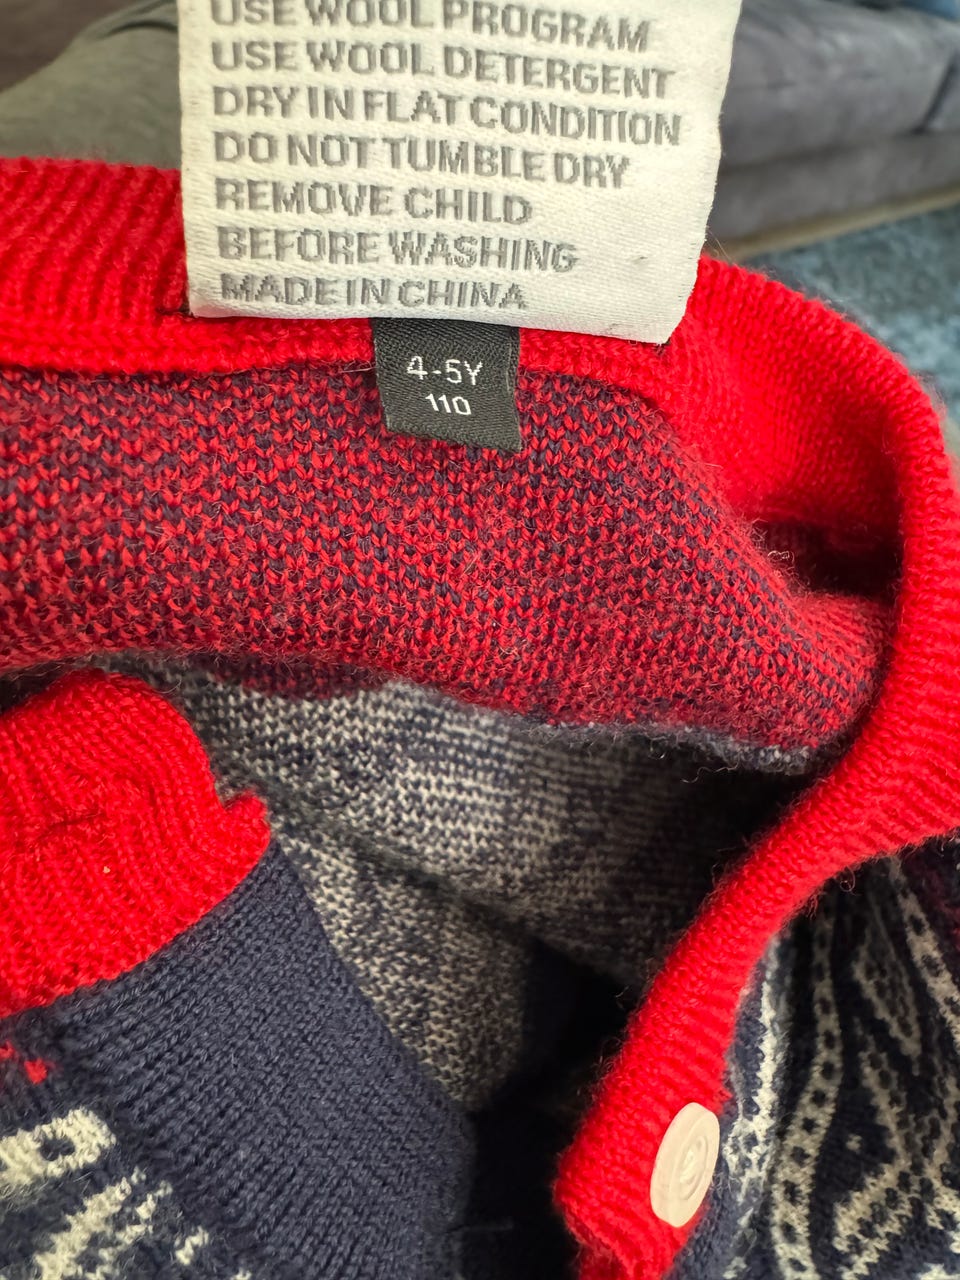 USE WOOL PROGRAM
USE WOOL DETERGENT
DRY IN FLAT CONDITION
DO NOT TUMBLE DRY
REMOVE CHILD
BEFORE WASHING
MADE IN CHINA
4-5Y
110